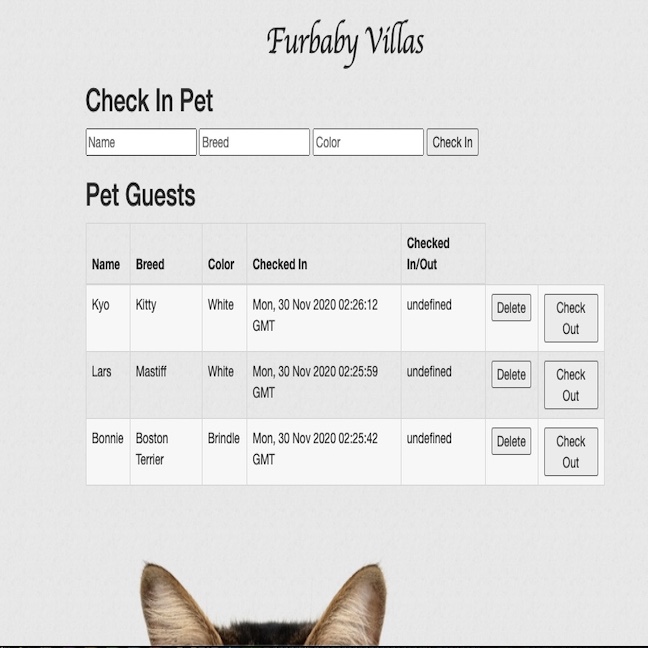 Furbaby Villas
Check In Pet
Name Breed Color Check In
Pet Guests
Name Breed Color Checked In Checked In/Out
Kyo Kitty White Mon, 30 Nov 2020 02:26:12 GMT undefined Delete Check Out
Lars Mastiff White Mon, 30 Nov 2020 02:25:59 GMT undefined Delete Check Out
Bonnie Boston Terrier Brindle Mon, 30 Nov 2020 02:25:42 GMT undefined Delete Check Out